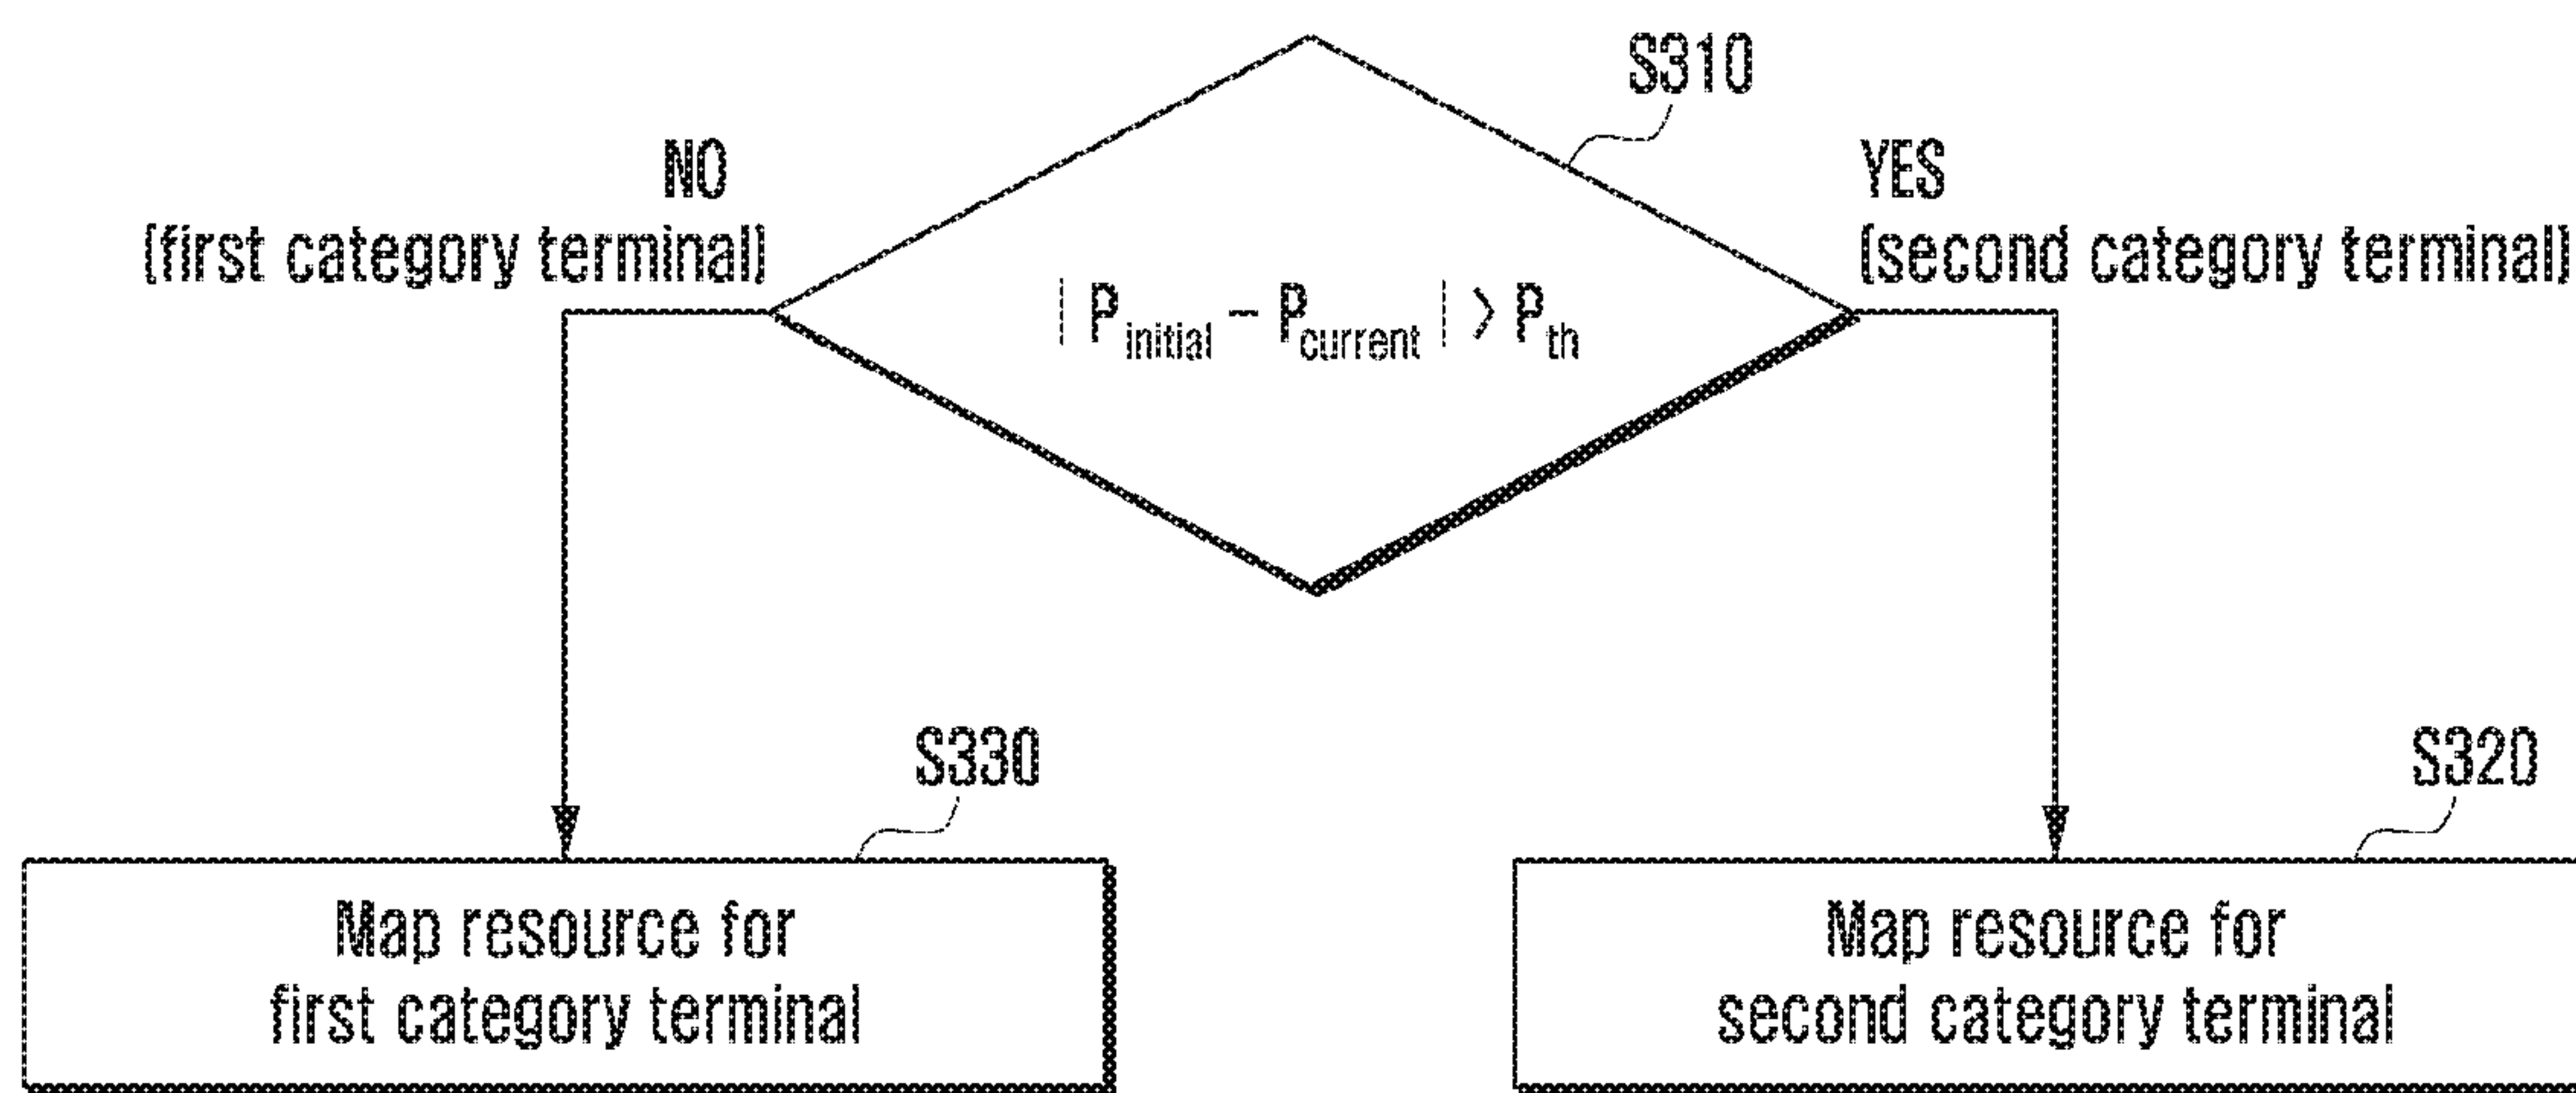 S310
NO
(first category terminal)
YES
(second category terminal)
| P_initial - P_current | > P_th
S330
S320
Map resource for
first category terminal
Map resource for
second category terminal